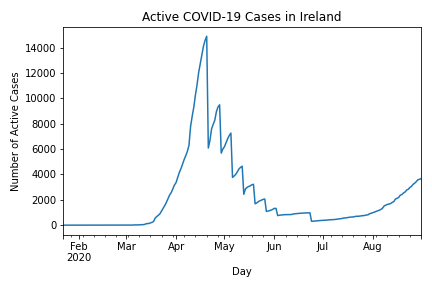 Active COVID-19 Cases in Ireland
14000
12000
10000
8000
6000
4000
2000
0
Number of Active Cases
Feb Mar Apr May Jun Jul Aug
2020
Day